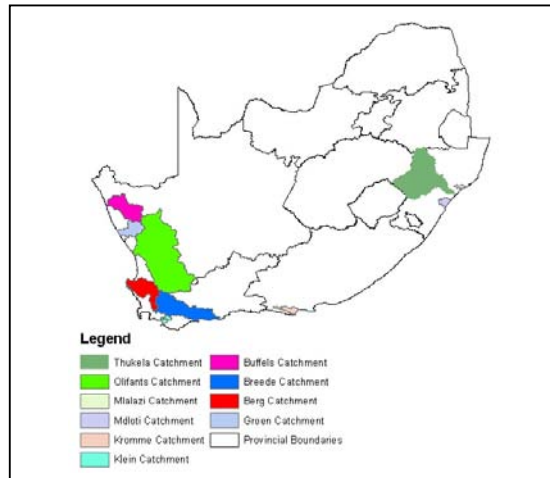 Legend
Thukela Catchment
Olifants Catchment
Mlalazi Catchment
Mdloti Catchment
Kromme Catchment
Klein Catchment
Buffels Catchment
Breede Catchment
Berg Catchment
Groen Catchment
Provincial Boundaries